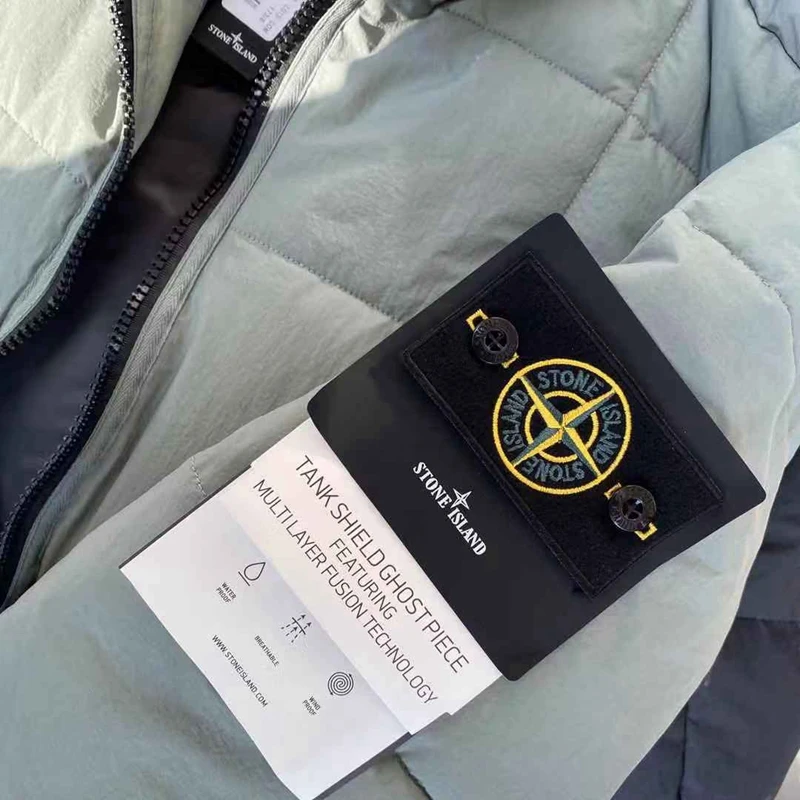 STONE ISLAND
STONE
ISLAND
STONE
ISLAND
STONE ISLAND
TANK SHIELD GHOST PIECE
FEATURING
MULTI LAYER FUSION TECHNOLOGY
WATER
PROOF
BREATHABLE
WIND
PROOF
WWW.STONEISLAND.COM